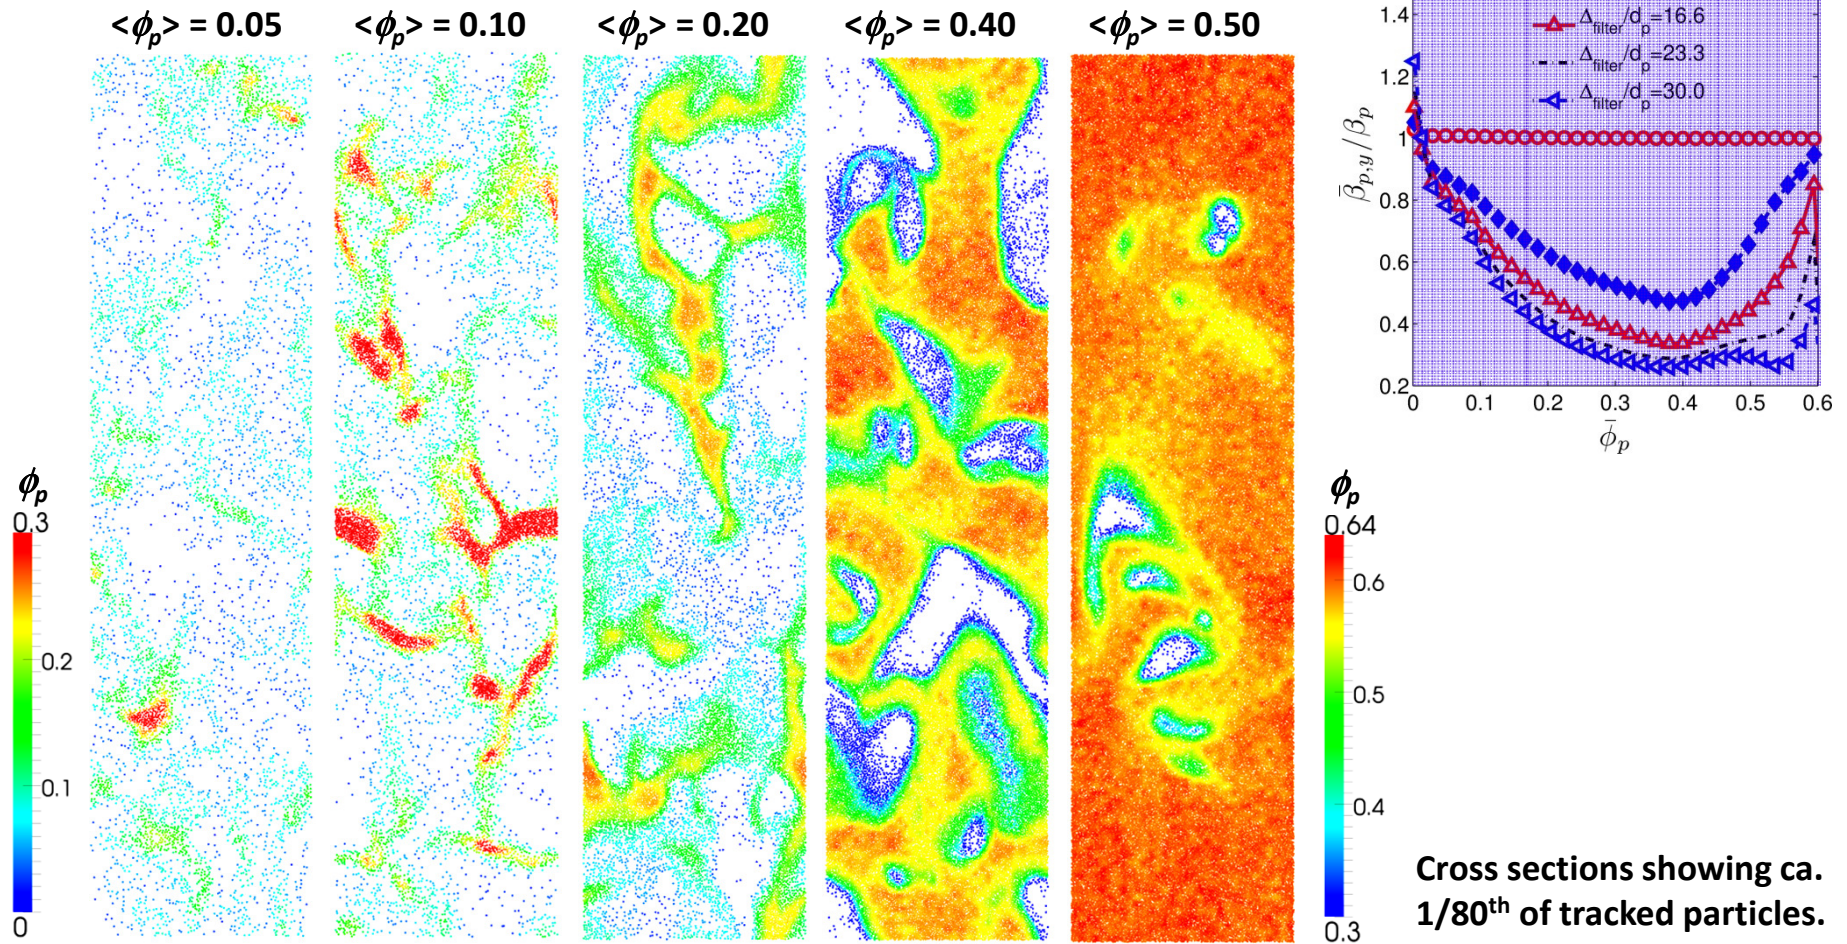 <ϕp> = 0.05
<ϕp> = 0.10
<ϕp> = 0.20
<ϕp> = 0.40
<ϕp> = 0.50
ϕp
0.3
0.2
0.1
0
1.4
1.2
1
0.8
0.6
0.4
0.2
β̄p,y/βp
Δfilter/dp=16.6
Δfilter/dp=23.3
Δfilter/dp=30.0
0 0.1 0.2 0.3 0.4 0.5 0.6
ϕ̄p
ϕp
0.64
0.6
0.5
0.4
0.3
Cross sections showing ca.
1/80th of tracked particles.